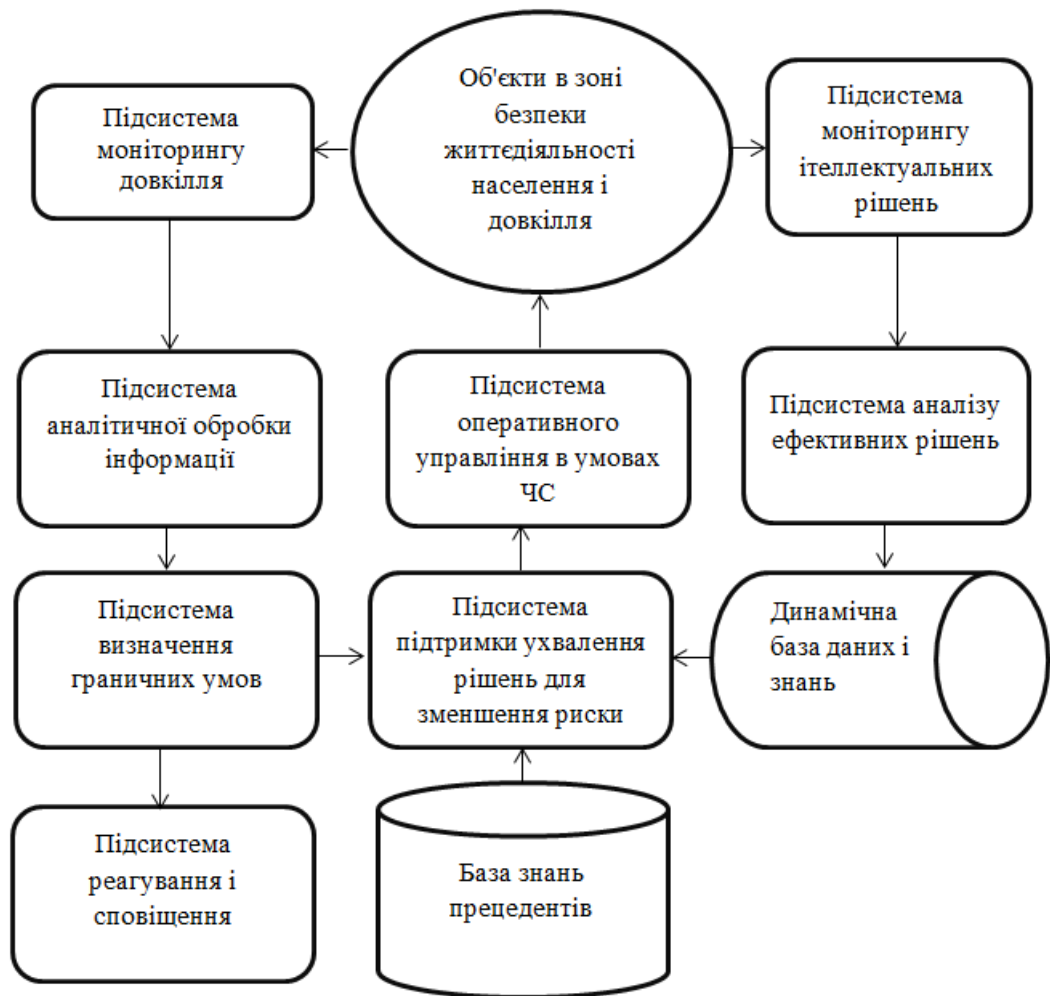 Об'єкти в зоні
безпеки
життєдіяльності
населення і
довкілля
Підсистема
моніторингу
довкілля
Підсистема
моніторингу
ітеллектуальних
рішень
Підсистема
аналітичної обробки
інформації
Підсистема
оперативного
управління в умовах
ЧС
Підсистема аналізу
ефективних рішень
Підсистема
визначення
граничних умов
Підсистема
підтримки ухвалення
рішень для
зменшення риски
Динамічна
база даних і
знань
Підсистема
реагування і
сповіщення
База знань
прецедентів